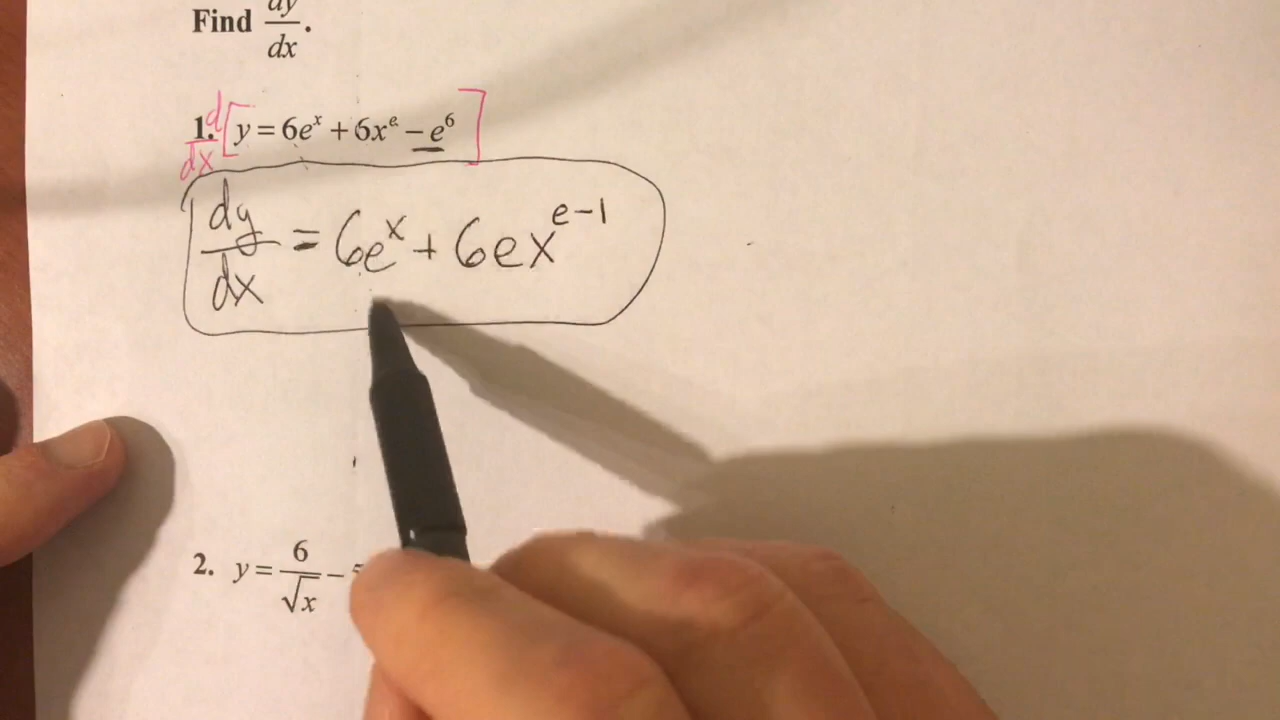 Find dy/dx.
d/dx [1. y = 6e^x + 6x^e − e^6]
dy/dx = 6e^x + 6ex^(e−1)
2. y = 6/√x −